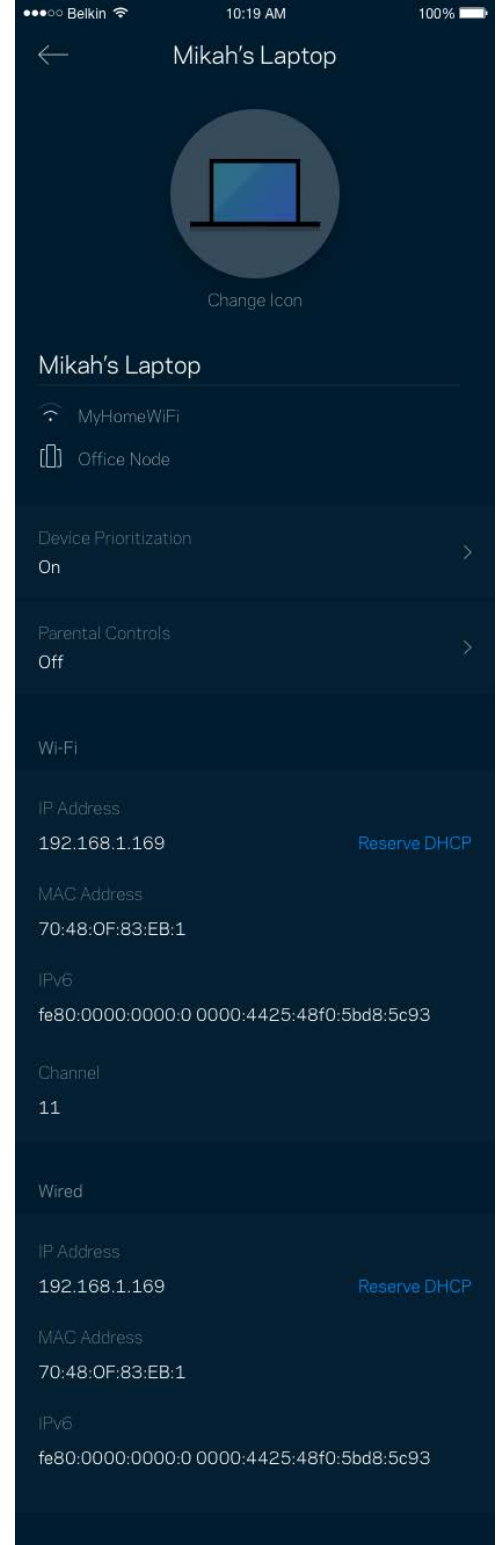 Belkin 10:19 AM 100%
Mikah's Laptop
Change Icon
Mikah's Laptop
MyHomeWiFi
Office Node
Device Prioritization
On
Parental Controls
Off
Wi-Fi
IP Address
192.168.1.169 Reserve DHCP
MAC Address
70:48:0F:83:EB:1
IPv6
fe80:0000:0000:0 0000:4425:48f0:5bd8:5c93
Channel
11
Wired
IP Address
192.168.1.169 Reserve DHCP
MAC Address
70:48:0F:83:EB:1
IPv6
fe80:0000:0000:0 0000:4425:48f0:5bd8:5c93